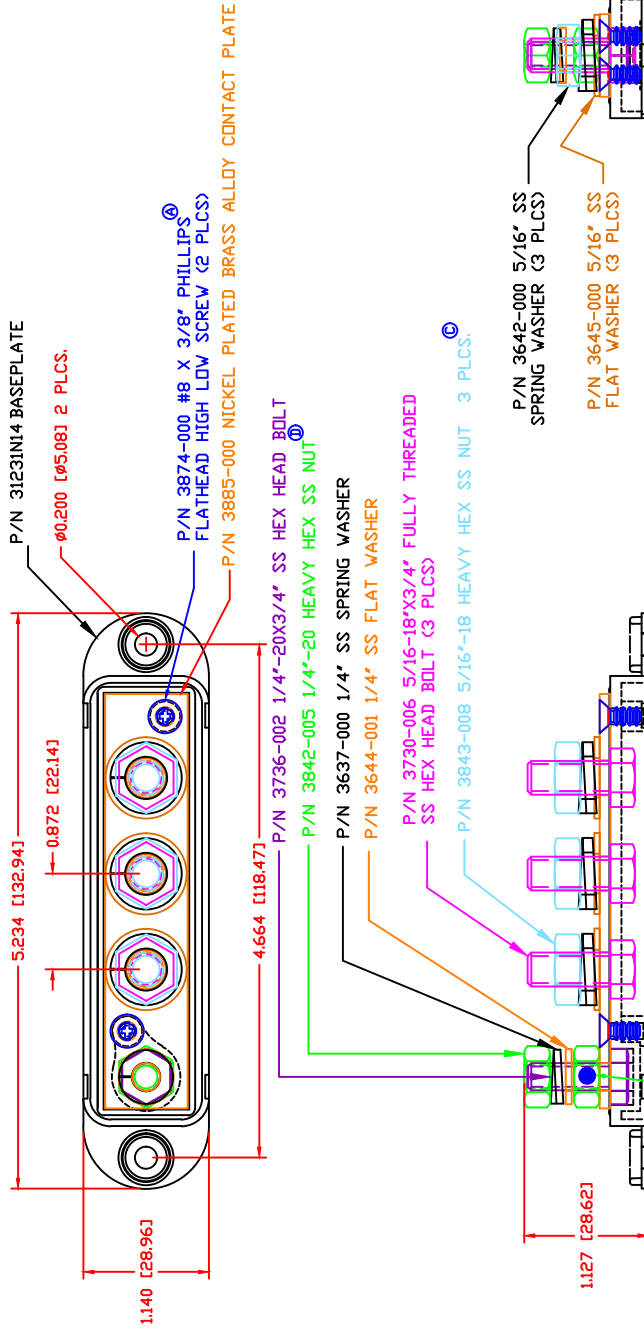 P/N 31231N14 BASEPLATE
ø0.200 [ø5.08] 2 PLCS.
5.234 [132.94]
0.872 [22.14]
4.664 [118.47]
1.140 [28.96]
P/N 3874-000 #8 X 3/8" PHILLIPS
FLATHEAD HIGH LOW SCREW (2 PLCS)
A
P/N 3885-000 NICKEL PLATED BRASS ALLOY CONTACT PLATE
P/N 3736-002 1/4"-20X3/4" SS HEX HEAD BOLT
P/N 3842-005 1/4"-20 HEAVY HEX SS NUT
D
P/N 3637-000 1/4" SS SPRING WASHER
P/N 3644-001 1/4" SS FLAT WASHER
P/N 3730-006 5/16-18"X3/4" FULLY THREADED
SS HEX HEAD BOLT (3 PLCS)
P/N 3843-008 5/16"-18 HEAVY HEX SS NUT 3 PLCS.
C
P/N 3642-000 5/16" SS
SPRING WASHER (3 PLCS)
P/N 3645-000 5/16" SS
FLAT WASHER (3 PLCS)
1.127 [28.62]